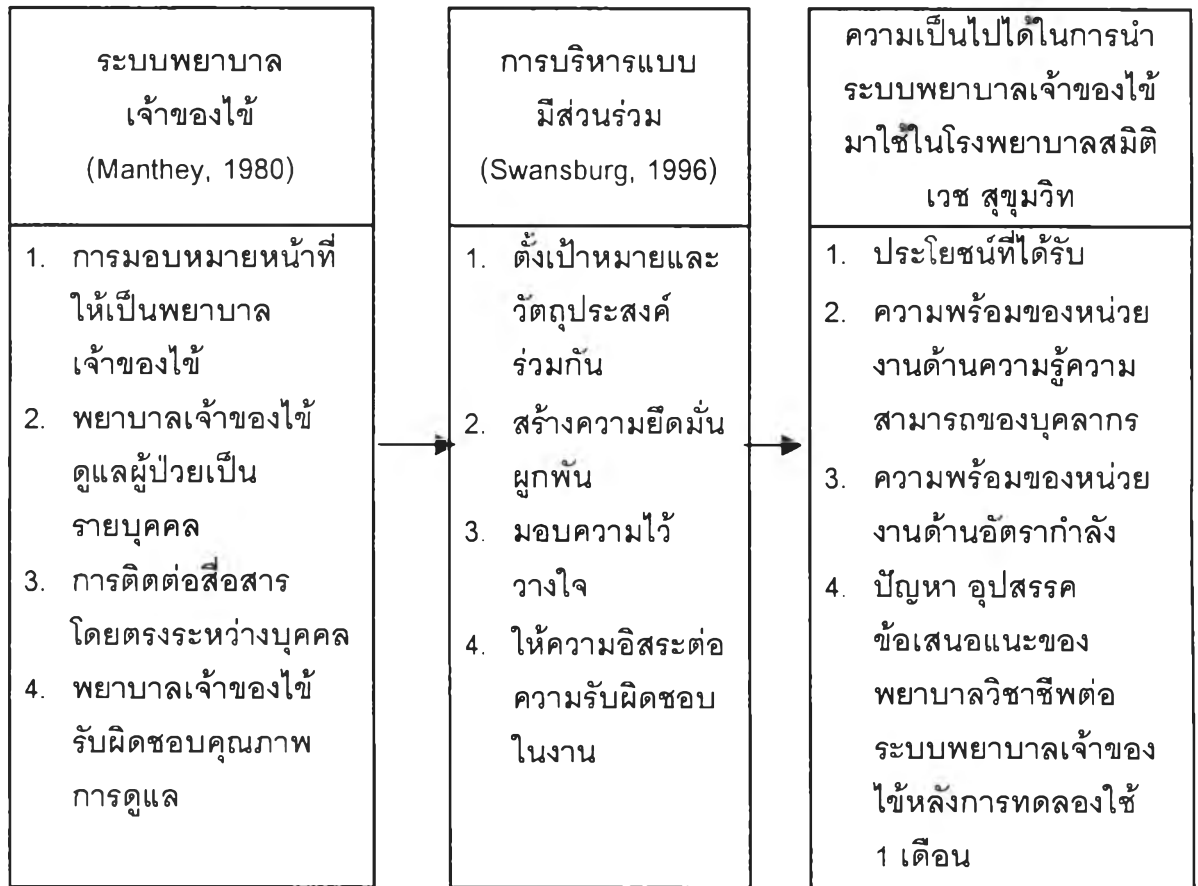 ระบบพยาบาล
เจ้าของไข้
(Manthey, 1980)
1. การมอบหมายหน้าที่
ให้เป็นพยาบาล
เจ้าของไข้
2. พยาบาลเจ้าของไข้
ดูแลผู้ป่วยเป็น
รายบุคคล
3. การติดต่อสื่อสาร
โดยตรงระหว่างบุคคล
4. พยาบาลเจ้าของไข้
รับผิดชอบคุณภาพ
การดูแล
การบริหารแบบ
มีส่วนร่วม
(Swansburg, 1996)
1. ตั้งเป้าหมายและ
วัตถุประสงค์
ร่วมกัน
2. สร้างความยึดมั่น
ผูกพัน
3. มอบความไว้
วางใจ
4. ให้ความอิสระต่อ
ความรับผิดชอบ
ในงาน
ความเป็นไปได้ในการนำ
ระบบพยาบาลเจ้าของไข้
มาใช้ในโรงพยาบาลสมิติ
เวช สุขุมวิท
1. ประโยชน์ที่ได้รับ
2. ความพร้อมของหน่วย
งานด้านความรู้ความ
สามารถของบุคลากร
3. ความพร้อมของหน่วย
งานด้านอัตรากำลัง
4. ปัญหา อุปสรรค
ข้อเสนอแนะของ
พยาบาลวิชาชีพต่อ
ระบบพยาบาลเจ้าของ
ไข้หลังการทดลองใช้
1 เดือน